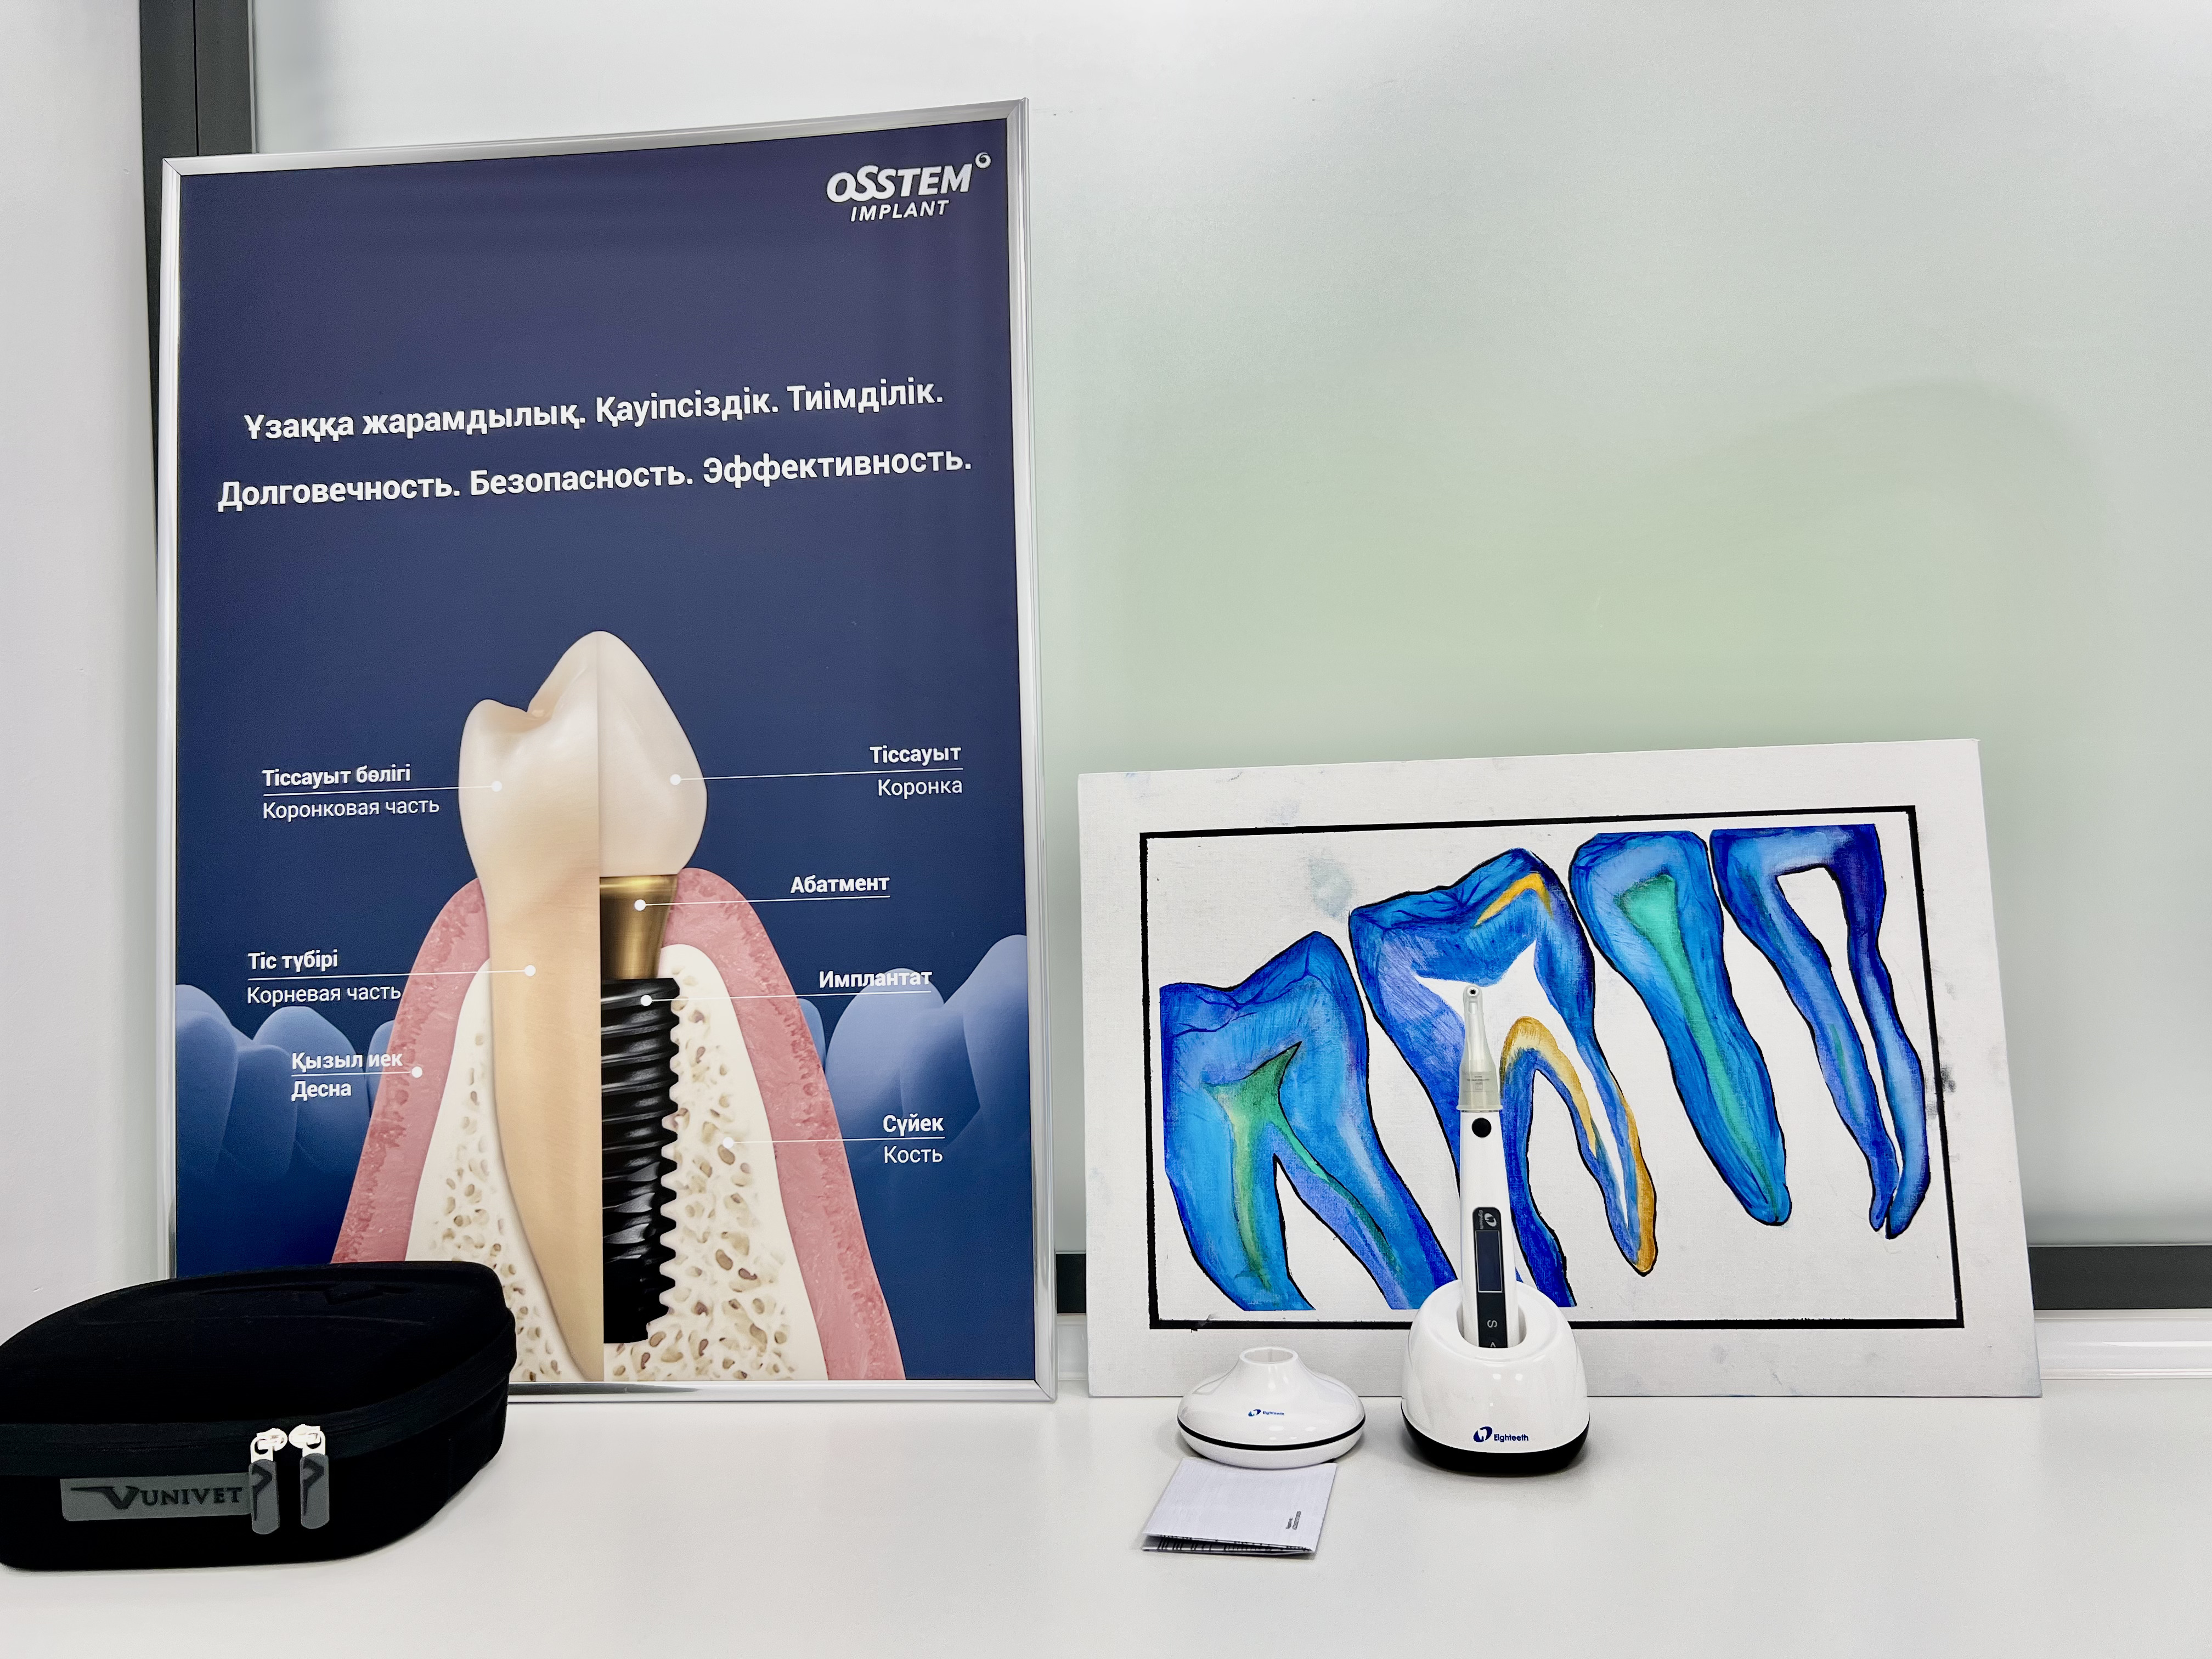 OSSTEM
IMPLANT
Ұзаққа жарамдылық. Қауіпсіздік. Тиімділік.
Долговечность. Безопасность. Эффективность.
Тіссауыт бөлігі
Коронковая часть
Тіссауыт
Коронка
Абатмент
Тіс түбірі
Корневая часть
Имплантат
Қызыл иек
Десна
Сүйек
Кость
UNIVET
Eighteeth
S
Eighteeth